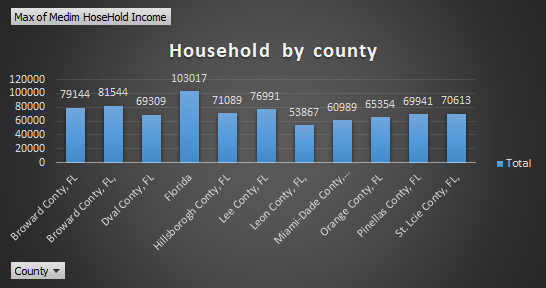 Max of Medim HoseHold Income
Household by county
120000
100000
80000
60000
40000
20000
0
79144
81544
69309
103017
71089
76991
53867
60989
65354
69941
70613
Broward Conty, FL
Broward Conty, FL,
Dval Conty, FL
Florida
Hillsborogh Conty, FL
Lee Conty, FL
Leon Conty, FL,
Miami-Dade Conty,...
Orange Conty, FL
Pinellas Conty, FL
St. Lcie Conty, FL,
Total
County